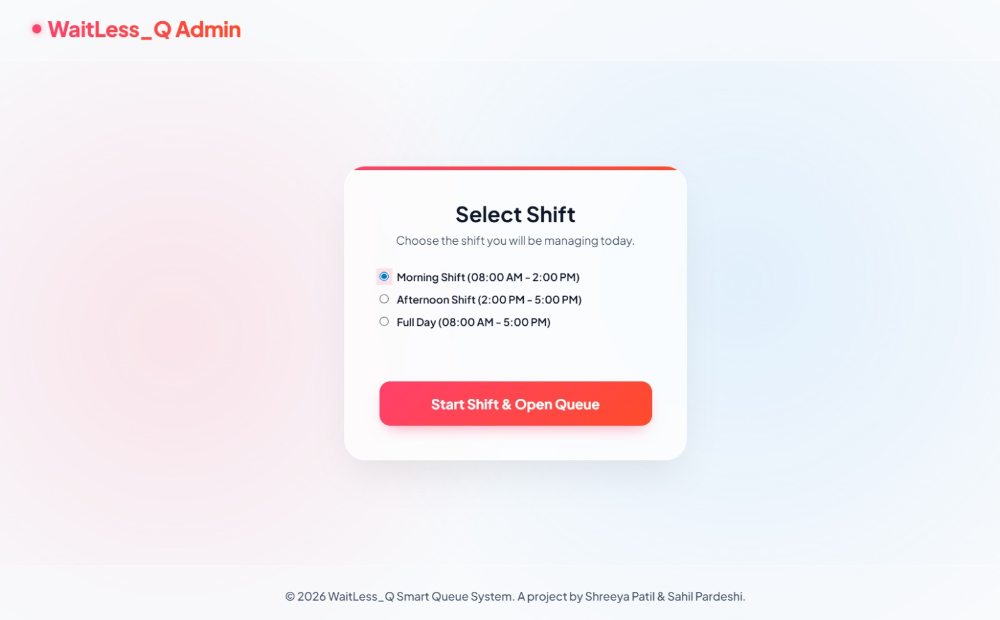 WaitLess_Q Admin
Select Shift
Choose the shift you will be managing today.
Morning Shift (08:00 AM - 2:00 PM)
Afternoon Shift (2:00 PM - 5:00 PM)
Full Day (08:00 AM - 5:00 PM)
Start Shift & Open Queue
© 2026 WaitLess_Q Smart Queue System. A project by Shreeya Patil & Sahil Pardeshi.